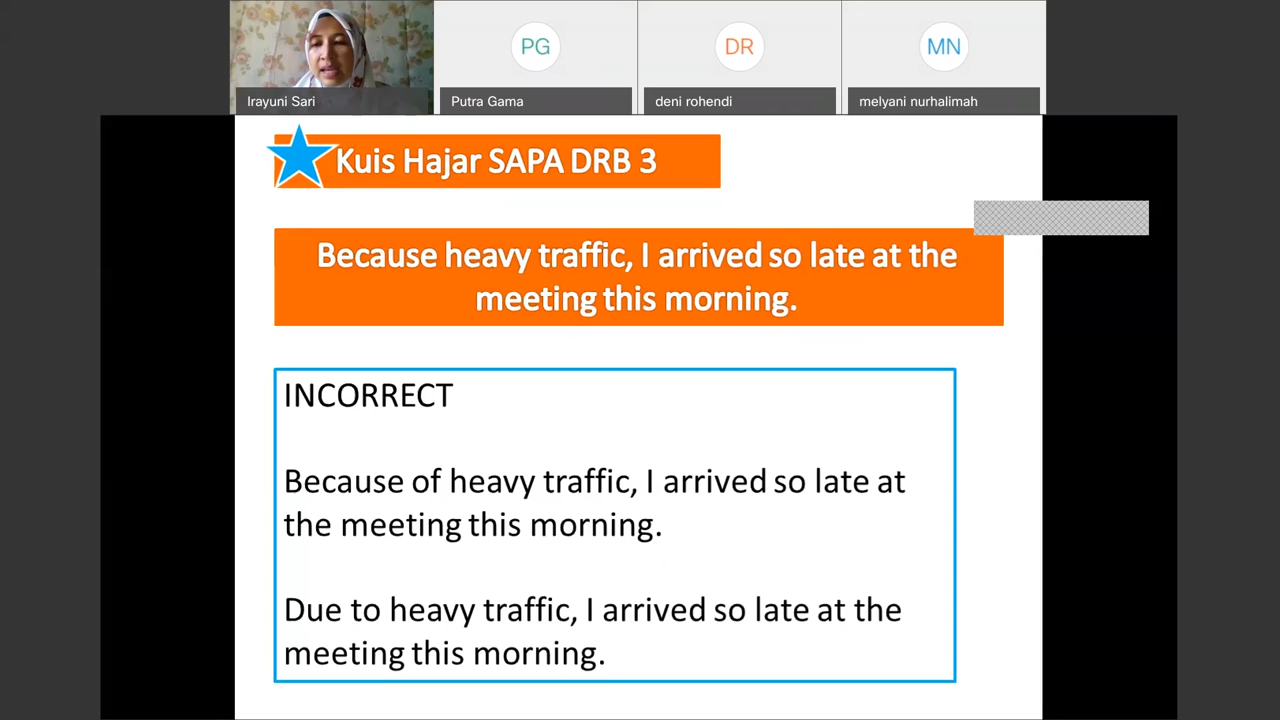 PG
DR
MN
Irayuni Sari
Putra Gama
deni rohendi
melyani nurhalimah
Kuis Hajar SAPA DRB 3
Because heavy traffic, I arrived so late at the
meeting this morning.
INCORRECT
Because of heavy traffic, I arrived so late at
the meeting this morning.
Due to heavy traffic, I arrived so late at the
meeting this morning.